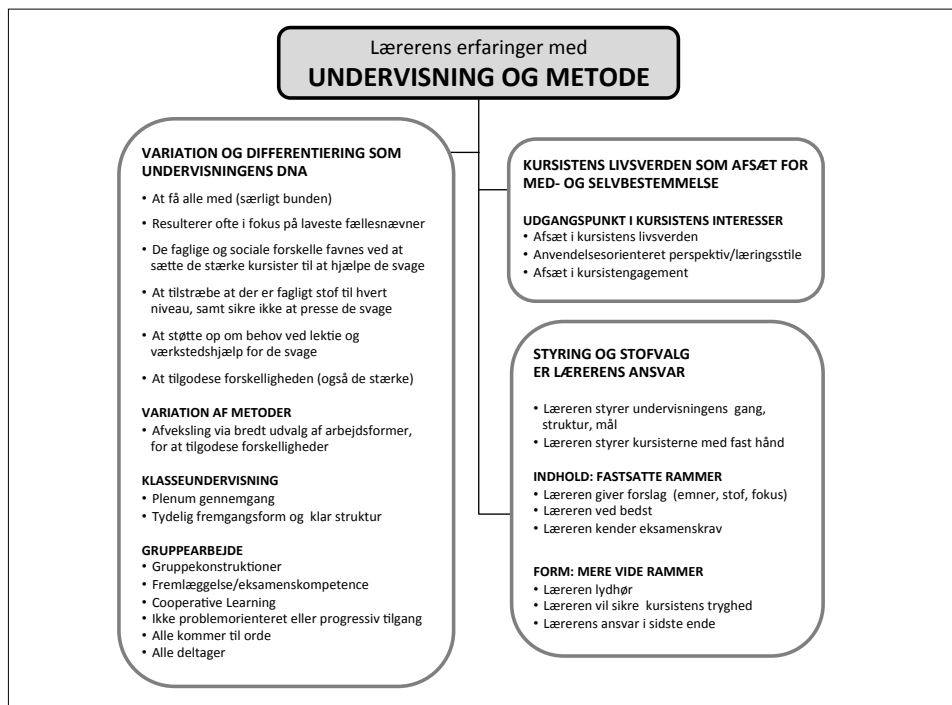 Lærerens erfaringer med
UNDERVISNING OG METODE
VARIATION OG DIFFERENTIERING SOM
UNDERVISNINGENS DNA
• At få alle med (særligt bunden)
• Resulterer ofte i fokus på laveste fællesnævner
• De faglige og sociale forskelle favnes ved at
sætte de stærke kursister til at hjælpe de svage
• At tilstræbe at der er fagligt stof til hvert
niveau, samt sikre ikke at presse de svage
• At støtte op om behov ved lektie og
værkstedshjælp for de svage
• At tilgodese forskelligheden (også de stærke)
VARIATION AF METODER
• Afveksling via bredt udvalg af arbejdsformer,
for at tilgodese forskelligheder
KLASSEUNDERVISNING
• Plenum gennemgang
• Tydelig fremgangsform og klar struktur
GRUPPEARBEJDE
• Gruppekonstruktioner
• Fremlæggelse/eksamenskompetence
• Cooperative Learning
• Ikke problemorienteret eller progressiv tilgang
• Alle kommer til orde
• Alle deltager
KURSISTENS LIVSVERDEN SOM AFSÆT FOR
MED- OG SELVBESTEMMELSE
UDGANGSPUNKT I KURSISTENS INTERESSER
• Afsæt i kursistens livsverden
• Anvendelsesorienteret perspektiv/læringsstile
• Afsæt i kursistengagement
STYRING OG STOFVALG
ER LÆRERENS ANSVAR
• Læreren styrer undervisningens gang,
struktur, mål
• Læreren styrer kursisterne med fast hånd
INDHOLD: FASTSATTE RAMMER
• Læreren giver forslag (emner, stof, fokus)
• Læreren ved bedst
• Læreren kender eksamenskrav
FORM: MERE VIDE RAMMER
• Læreren lydhør
• Læreren vil sikre kursistens tryghed
• Lærerens ansvar i sidste ende